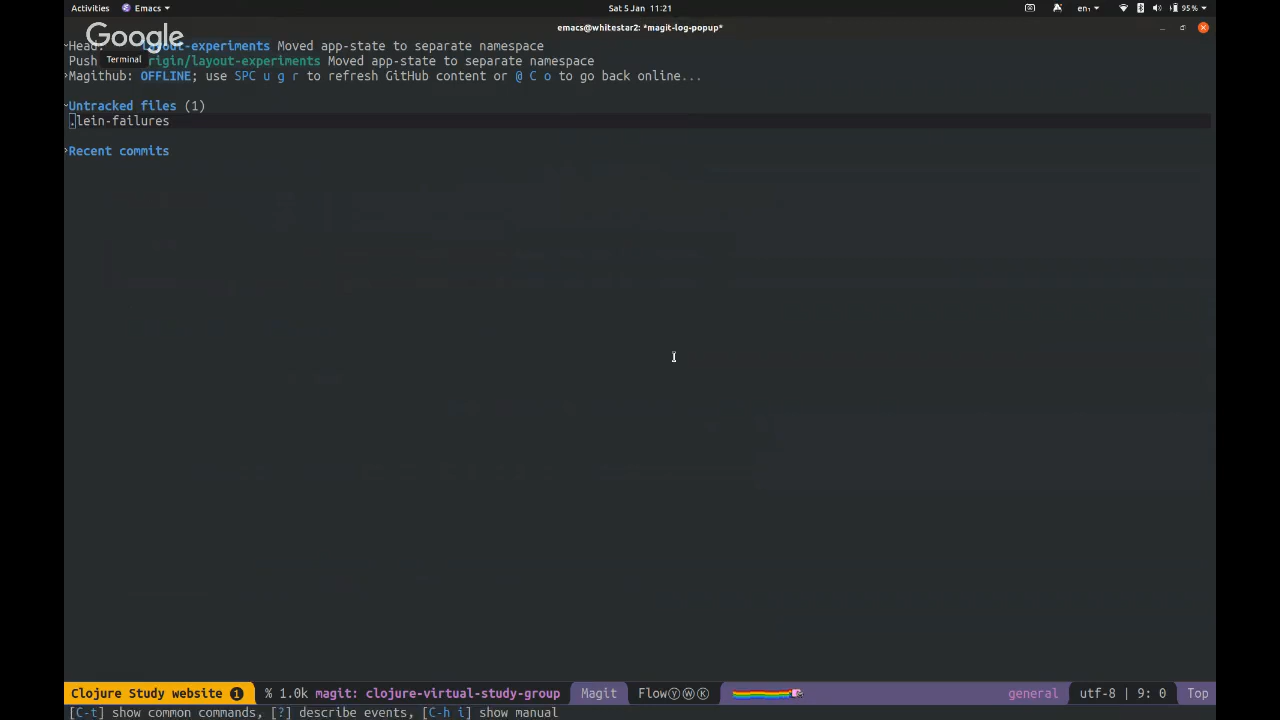 Activities Emacs Sat 5 Jan 11:21 en₁ 95%
emacs@whitestar2: *magit-log-popup*
Google
Terminal
Head: layout-experiments Moved app-state to separate namespace
Push rigin/layout-experiments Moved app-state to separate namespace
Magithub: OFFLINE; use SPC u g r to refresh GitHub content or @ C o to go back online...
Untracked files (1)
.lein-failures
Recent commits
Clojure Study website 1 % 1.0k magit: clojure-virtual-study-group Magit FlowⓎⓌⓀ general utf-8 | 9: 0 Top
[C-t] show common commands, [?] describe events, [C-h i] show manual